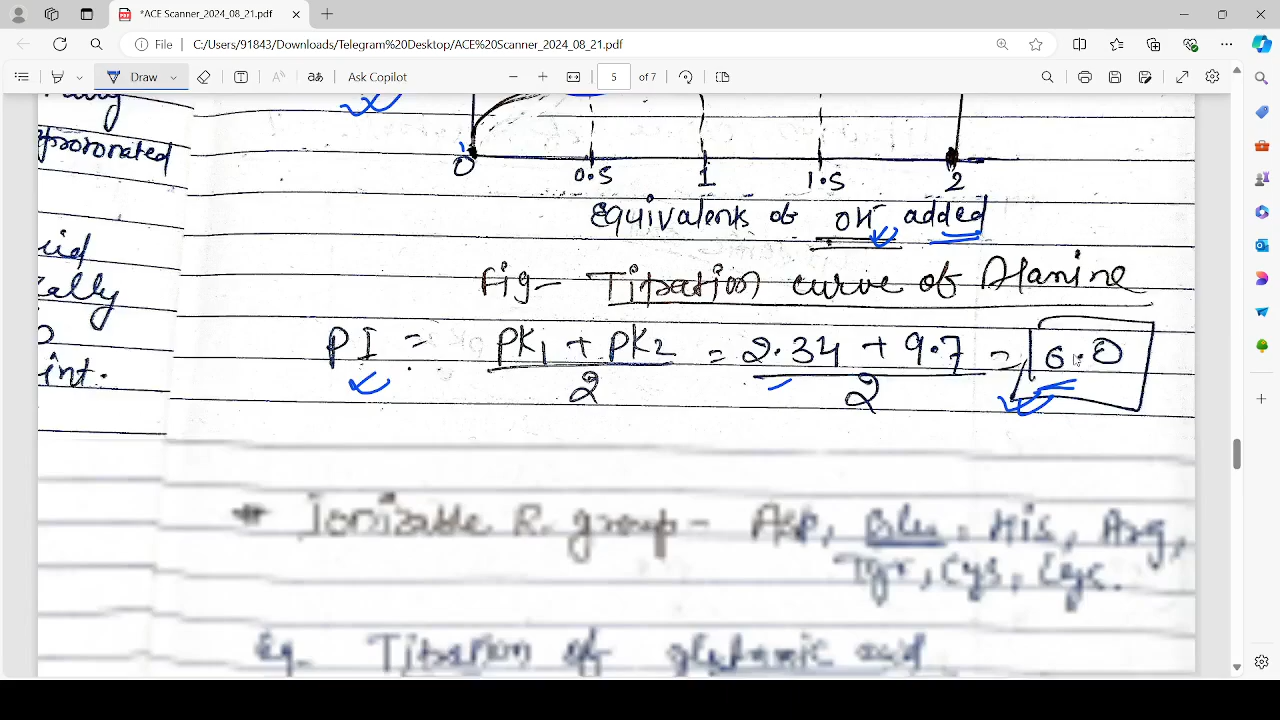 *ACE Scanner_2024_08_21.pdf
File C:/Users/91843/Downloads/Telegram%20Desktop/ACE%20Scanner_2024_08_21.pdf
Draw Ask Copilot 5 of 7
0 0.5 1 1.5 2
Equivalents of OH⁻ added
Fig- Titration curve of Alanine
PI = PK1 + PK2 / 2 = 2.34 + 9.7 / 2 = 6.0
uid
ally
int.
* Ionizable R. group - Asp, Glu, His, Arg,
Tyr, Cys, Lys.
Eg. Titration of glutamic acid